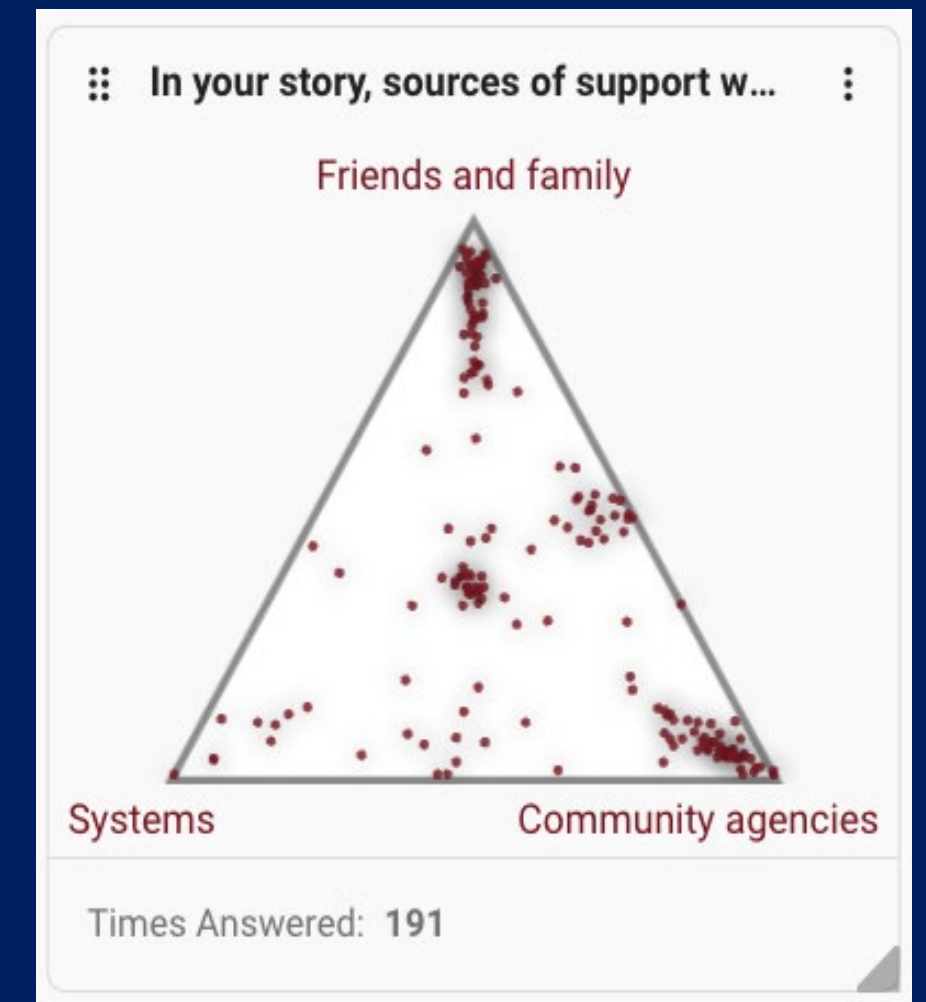 In your story, sources of support w...
Friends and family
Systems
Community agencies
Times Answered: 191